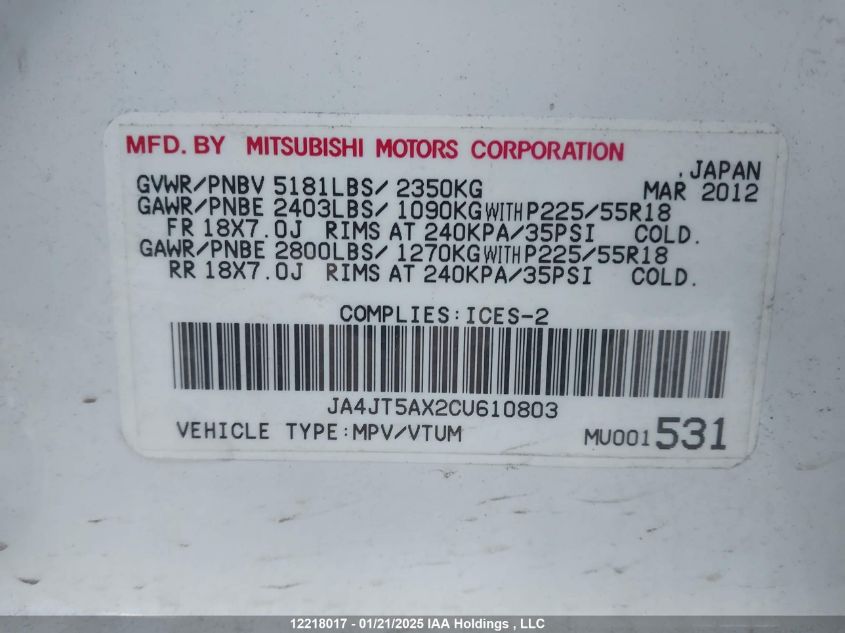 MFD. BY MITSUBISHI MOTORS CORPORATION
.JAPAN
GVWR/PNBV 5181LBS/ 2350KG MAR 2012
GAWR/PNBE 2403LBS/ 1090KG WITH P225/55R18
FR 18X7.0J RIMS AT 240KPA/35PSI COLD.
GAWR/PNBE 2800LBS/ 1270KG WITH P225/55R18
RR 18X7.0J RIMS AT 240KPA/35PSI COLD.
COMPLIES:ICES-2
JA4JT5AX2CU610803
VEHICLE TYPE:MPV/VTUM MU001531
12218017 - 01/21/2025 IAA Holdings , LLC